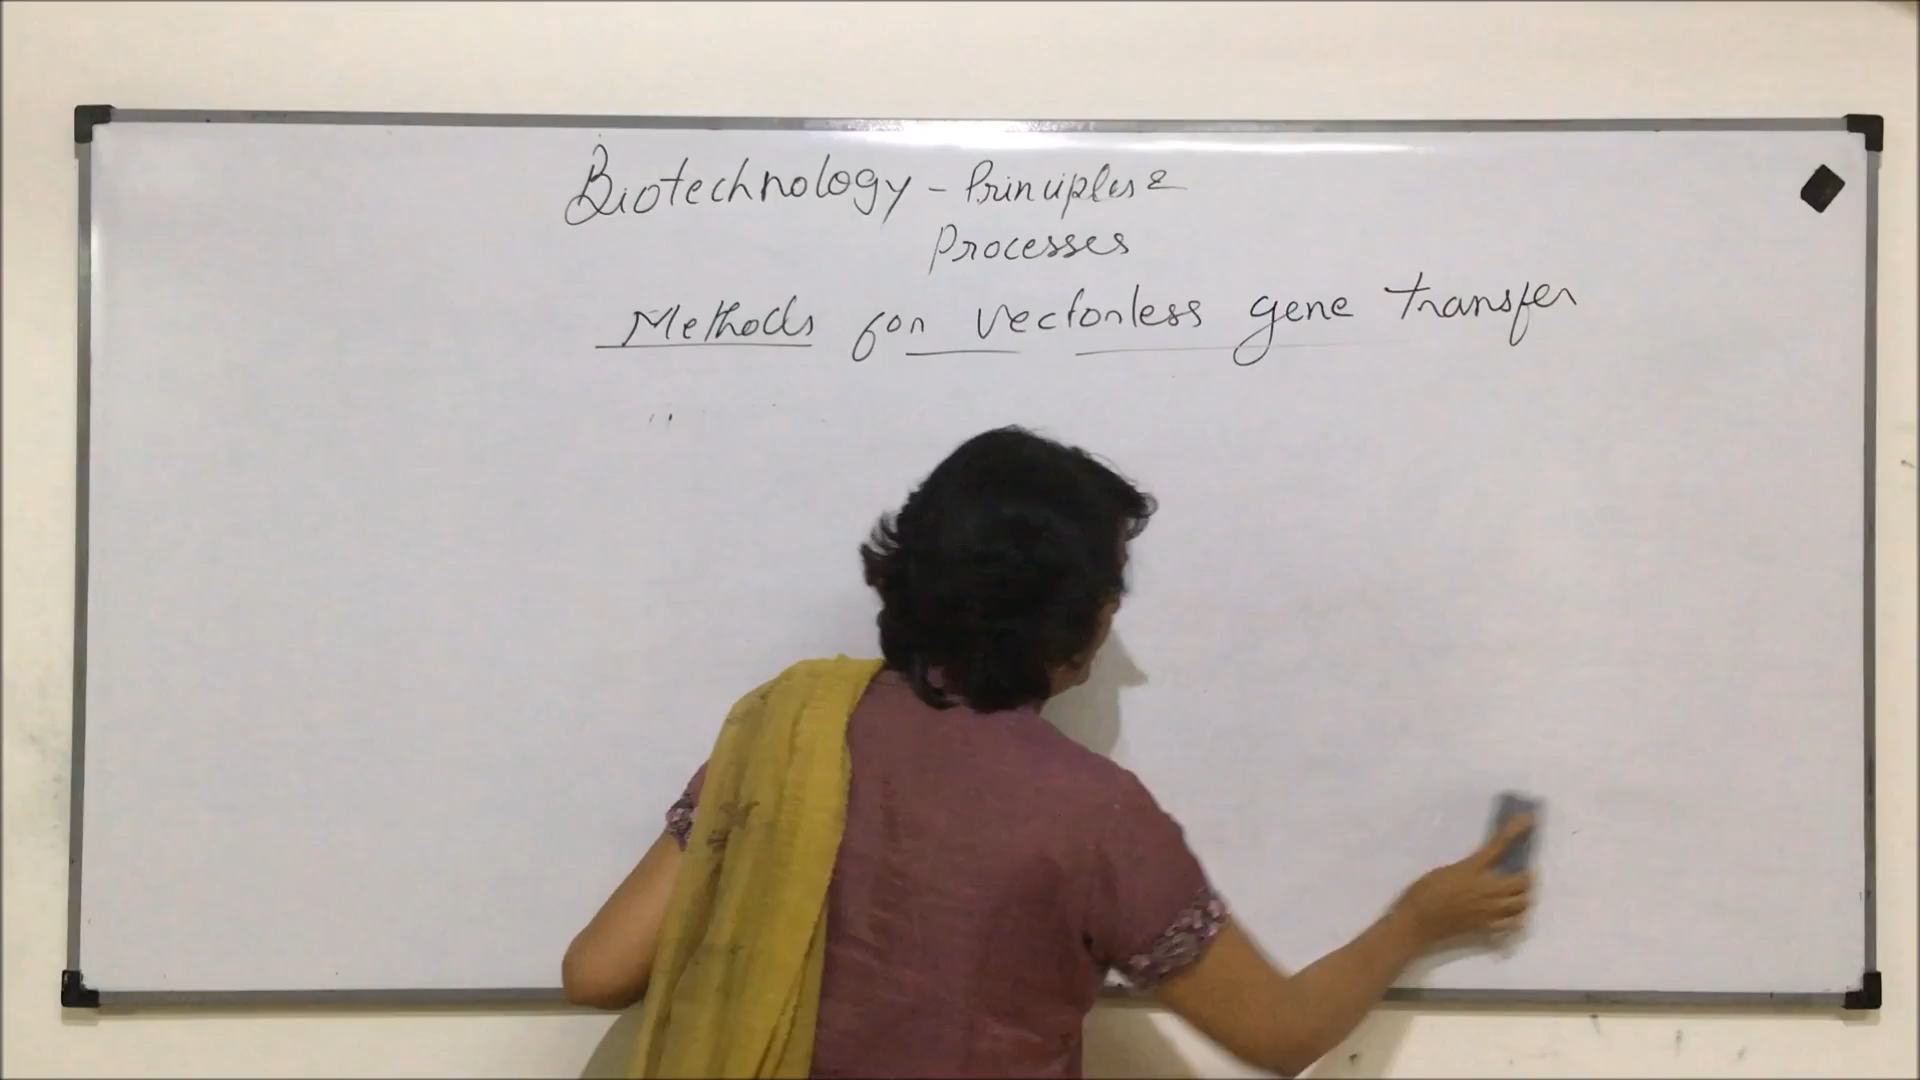 Biotechnology - Principles &
Processes
Methods for vectorless gene transfer